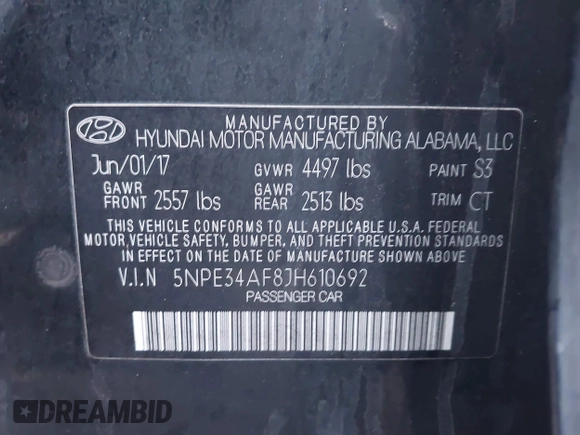 MANUFACTURED BY
HYUNDAI MOTOR MANUFACTURING ALABAMA, LLC
Jun/01/17 GVWR 4497 lbs PAINT S3
GAWR FRONT 2557 lbs GAWR REAR 2513 lbs TRIM CT
THIS VEHICLE CONFORMS TO ALL APPLICABLE U.S.A. FEDERAL
MOTOR VEHICLE SAFETY, BUMPER, AND THEFT PREVENTION STANDARDS
IN EFFECT ON THE DATE OF MANUFACTURE SHOWN ABOVE.
V.I.N 5NPE34AF8JH610692
PASSENGER CAR
DREAMBID